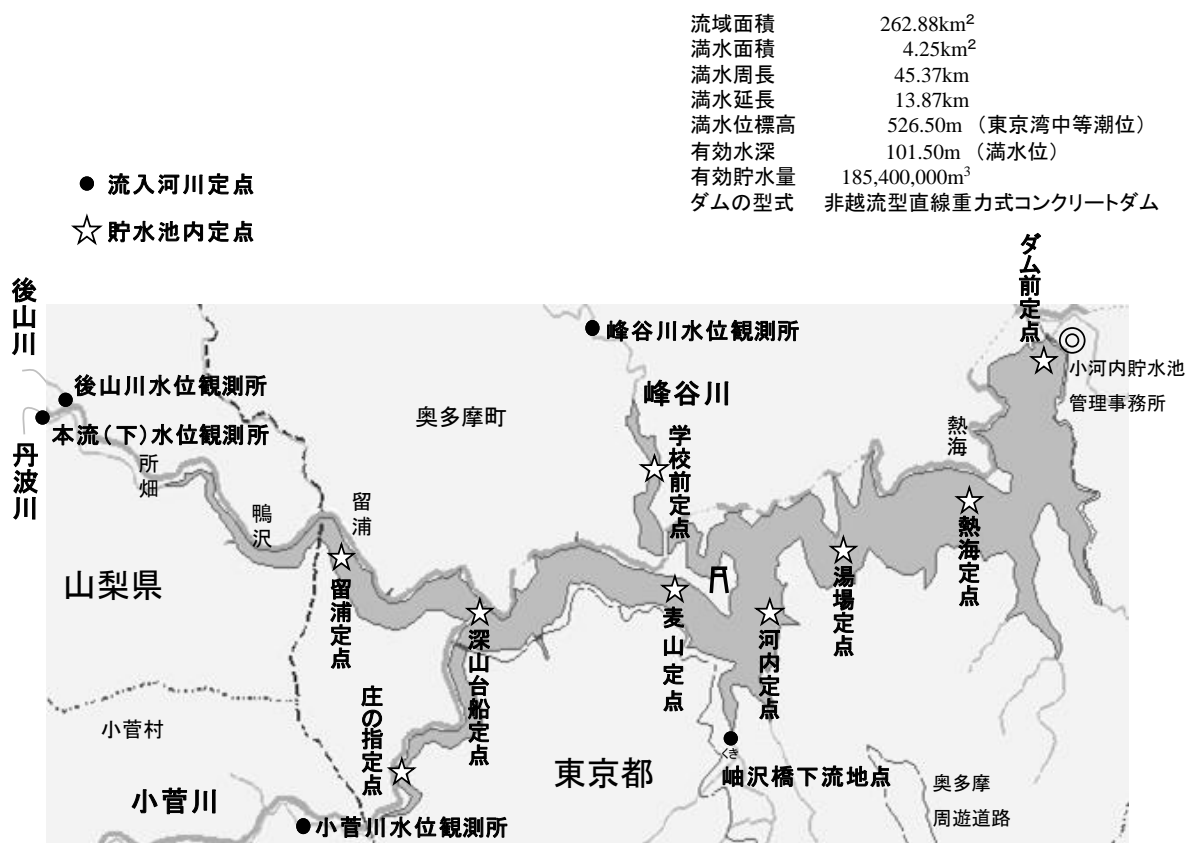 流域面積 262.88km²
満水面積 4.25km²
満水周長 45.37km
満水延長 13.87km
満水位標高 526.50m （東京湾中等潮位）
有効水深 101.50m （満水位）
有効貯水量 185,400,000m³
ダムの型式 非越流型直線重力式コンクリートダム
● 流入河川定点
☆ 貯水池内定点
ダム前定点
後山川
峰谷川水位観測所
小河内貯水池
管理事務所
後山川水位観測所
峰谷川
奥多摩町
本流（下）水位観測所
熱海
学校前定点
丹波川
所畑
鴨沢
留浦
熱海定点
湯場定点
山梨県
留浦定点
深山台船定点
麦山定点
河内定点
庄の指定点
小菅村
東京都
くき
岫沢橋下流地点
奥多摩
周遊道路
小菅川
小菅川水位観測所